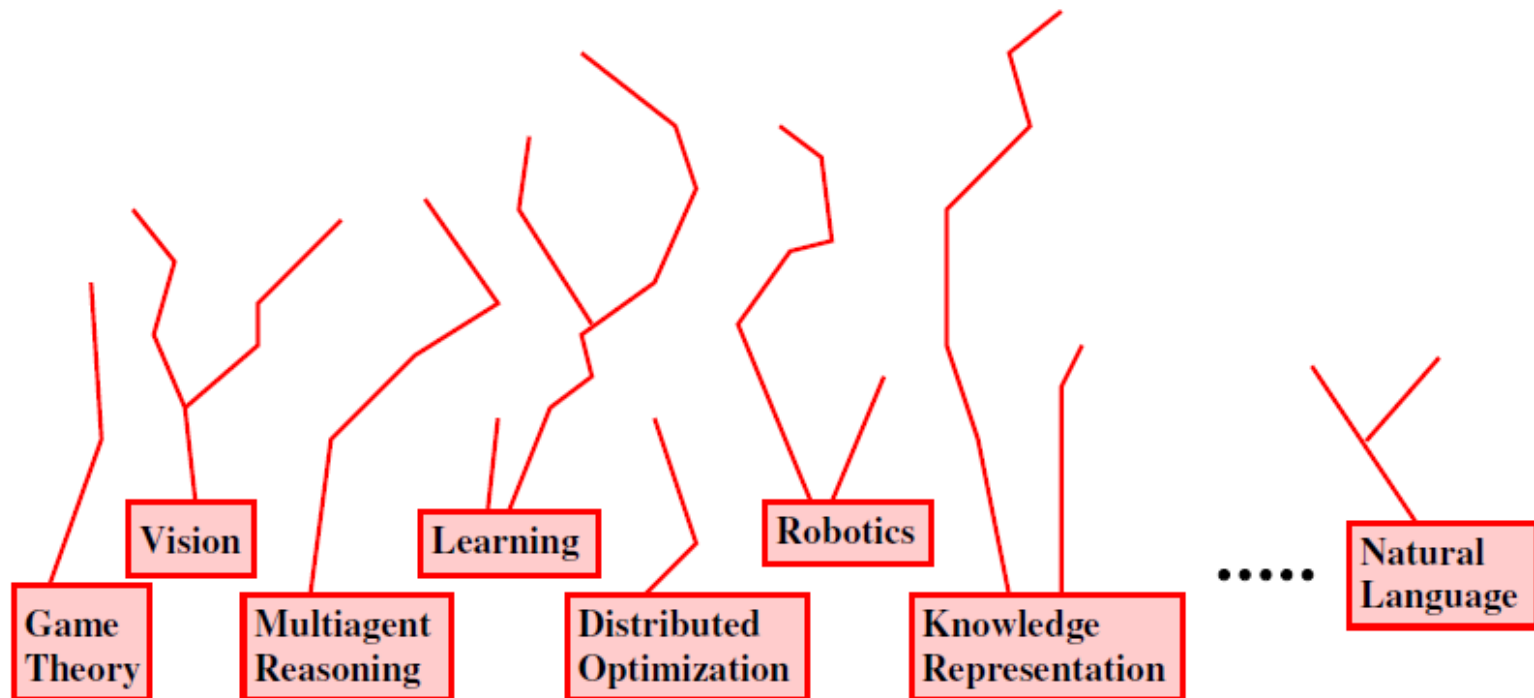 Game
Theory
Vision
Multiagent
Reasoning
Learning
Distributed
Optimization
Robotics
Knowledge
Representation
Natural
Language